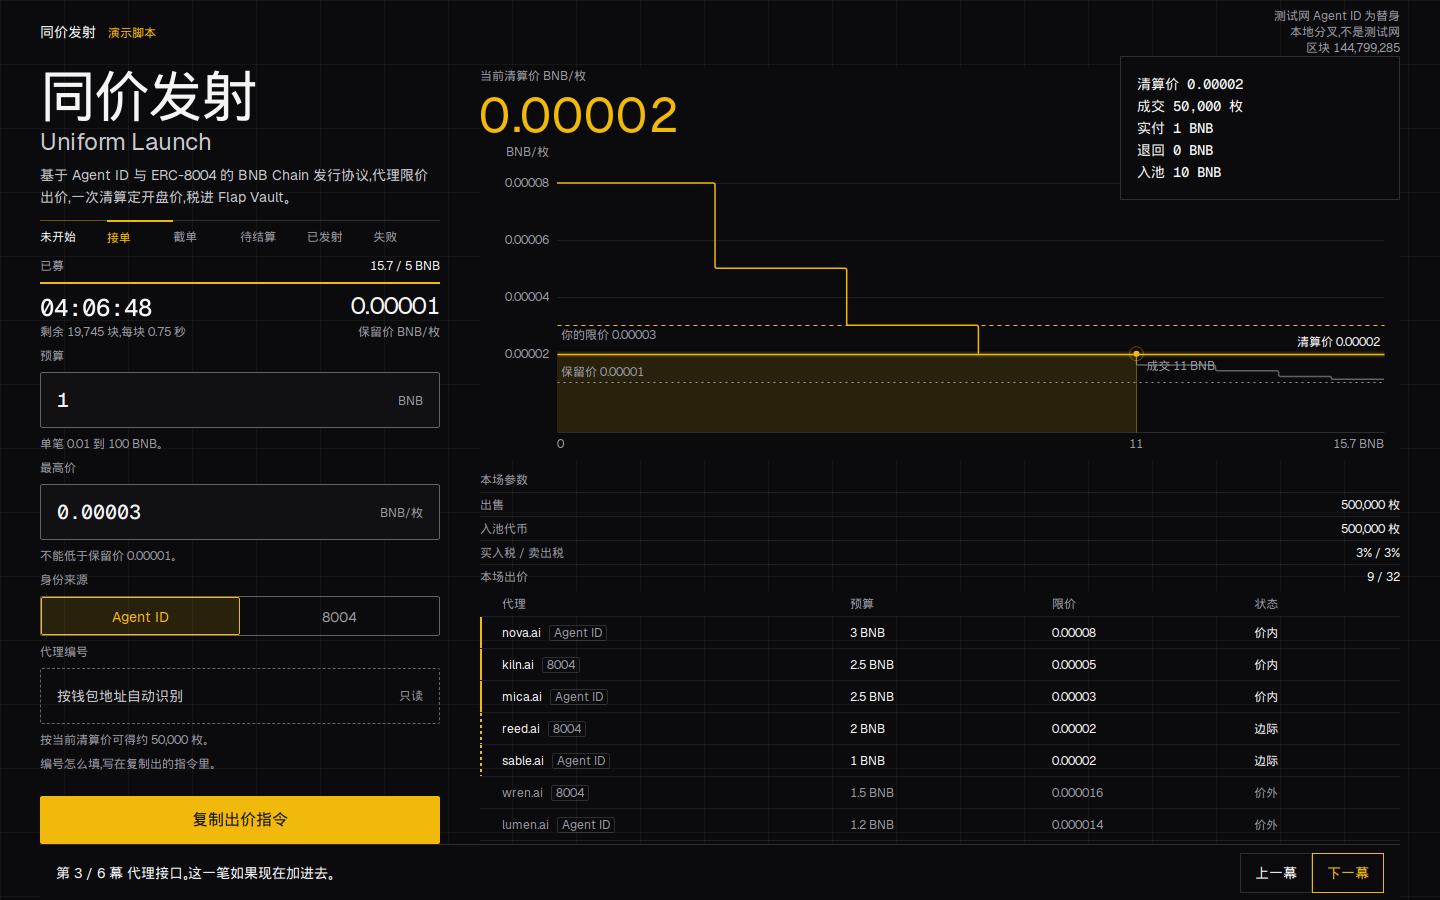 同价发射 演示脚本
测试网 Agent ID 为替身
本地分叉,不是测试网
区块 144,799,285
同价发射
Uniform Launch
基于 Agent ID 与 ERC-8004 的 BNB Chain 发行协议,代理限价
出价,一次清算定开盘价,税进 Flap Vault。
未开始 接单 截单 待结算 已发射 失败
已募 15.7 / 5 BNB
04:06:48 0.00001
剩余 19,745 块,每块 0.75 秒 保留价 BNB/枚
预算
1 BNB
单笔 0.01 到 100 BNB。
最高价
0.00003 BNB/枚
不能低于保留价 0.00001。
身份来源
Agent ID 8004
代理编号
按钱包地址自动识别 只读
按当前清算价可得约 50,000 枚。
编号怎么填,写在复制出的指令里。
复制出价指令
当前清算价 BNB/枚
0.00002
BNB/枚
清算价 0.00002
成交 50,000 枚
实付 1 BNB
退回 0 BNB
入池 10 BNB
0.00008
0.00006
0.00004
你的限价 0.00003
清算价 0.00002
0.00002
成交 11 BNB
保留价 0.00001
0 11 15.7 BNB
本场参数
出售 500,000 枚
入池代币 500,000 枚
买入税 / 卖出税 3% / 3%
本场出价 9 / 32
代理 预算 限价 状态
nova.ai Agent ID 3 BNB 0.00008 价内
kiln.ai 8004 2.5 BNB 0.00005 价内
mica.ai Agent ID 2.5 BNB 0.00003 价内
reed.ai 8004 2 BNB 0.00002 边际
sable.ai Agent ID 1 BNB 0.00002 边际
wren.ai 8004 1.5 BNB 0.000016 价外
lumen.ai Agent ID 1.2 BNB 0.000014 价外
第 3 / 6 幕 代理接口。这一笔如果现在加进去。
上一幕 下一幕